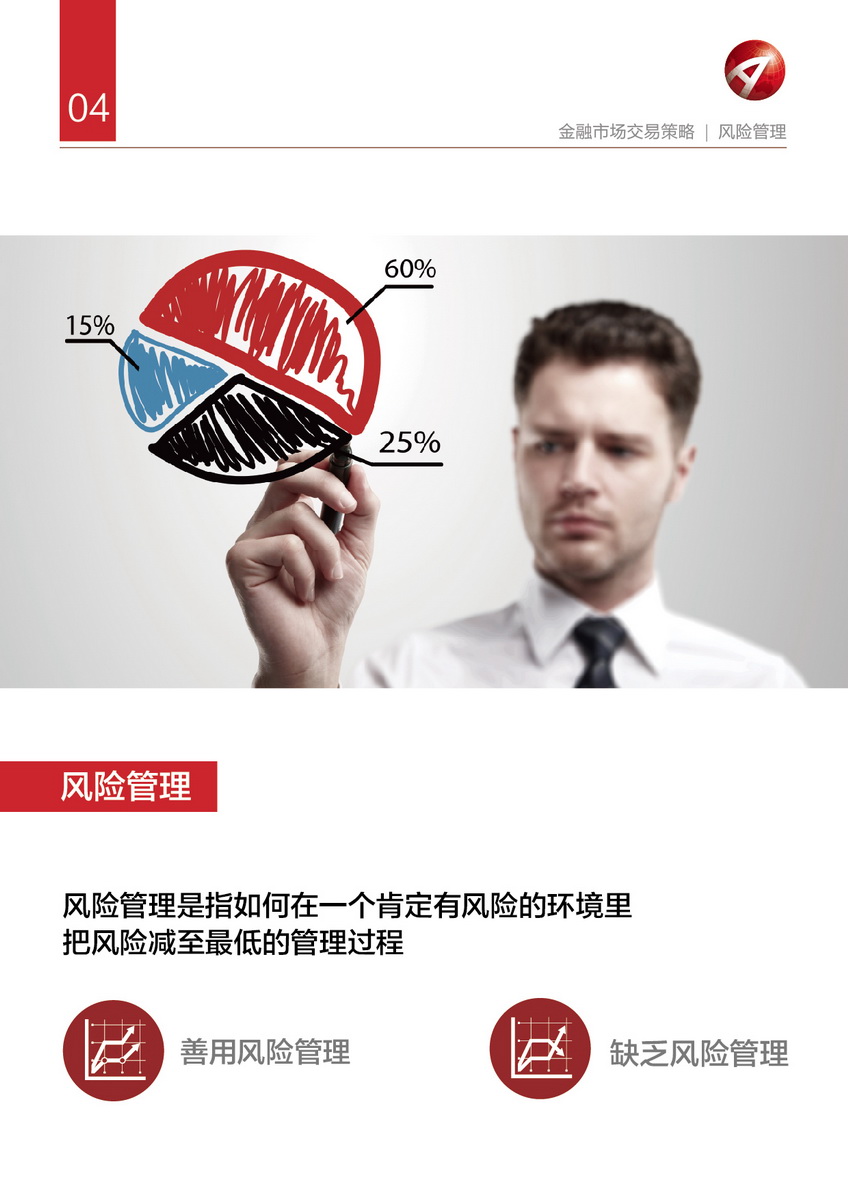 04
金融市场交易策略 | 风险管理
60%
15%
25%
风险管理
风险管理是指如何在一个肯定有风险的环境里
把风险减至最低的管理过程
善用风险管理
缺乏风险管理